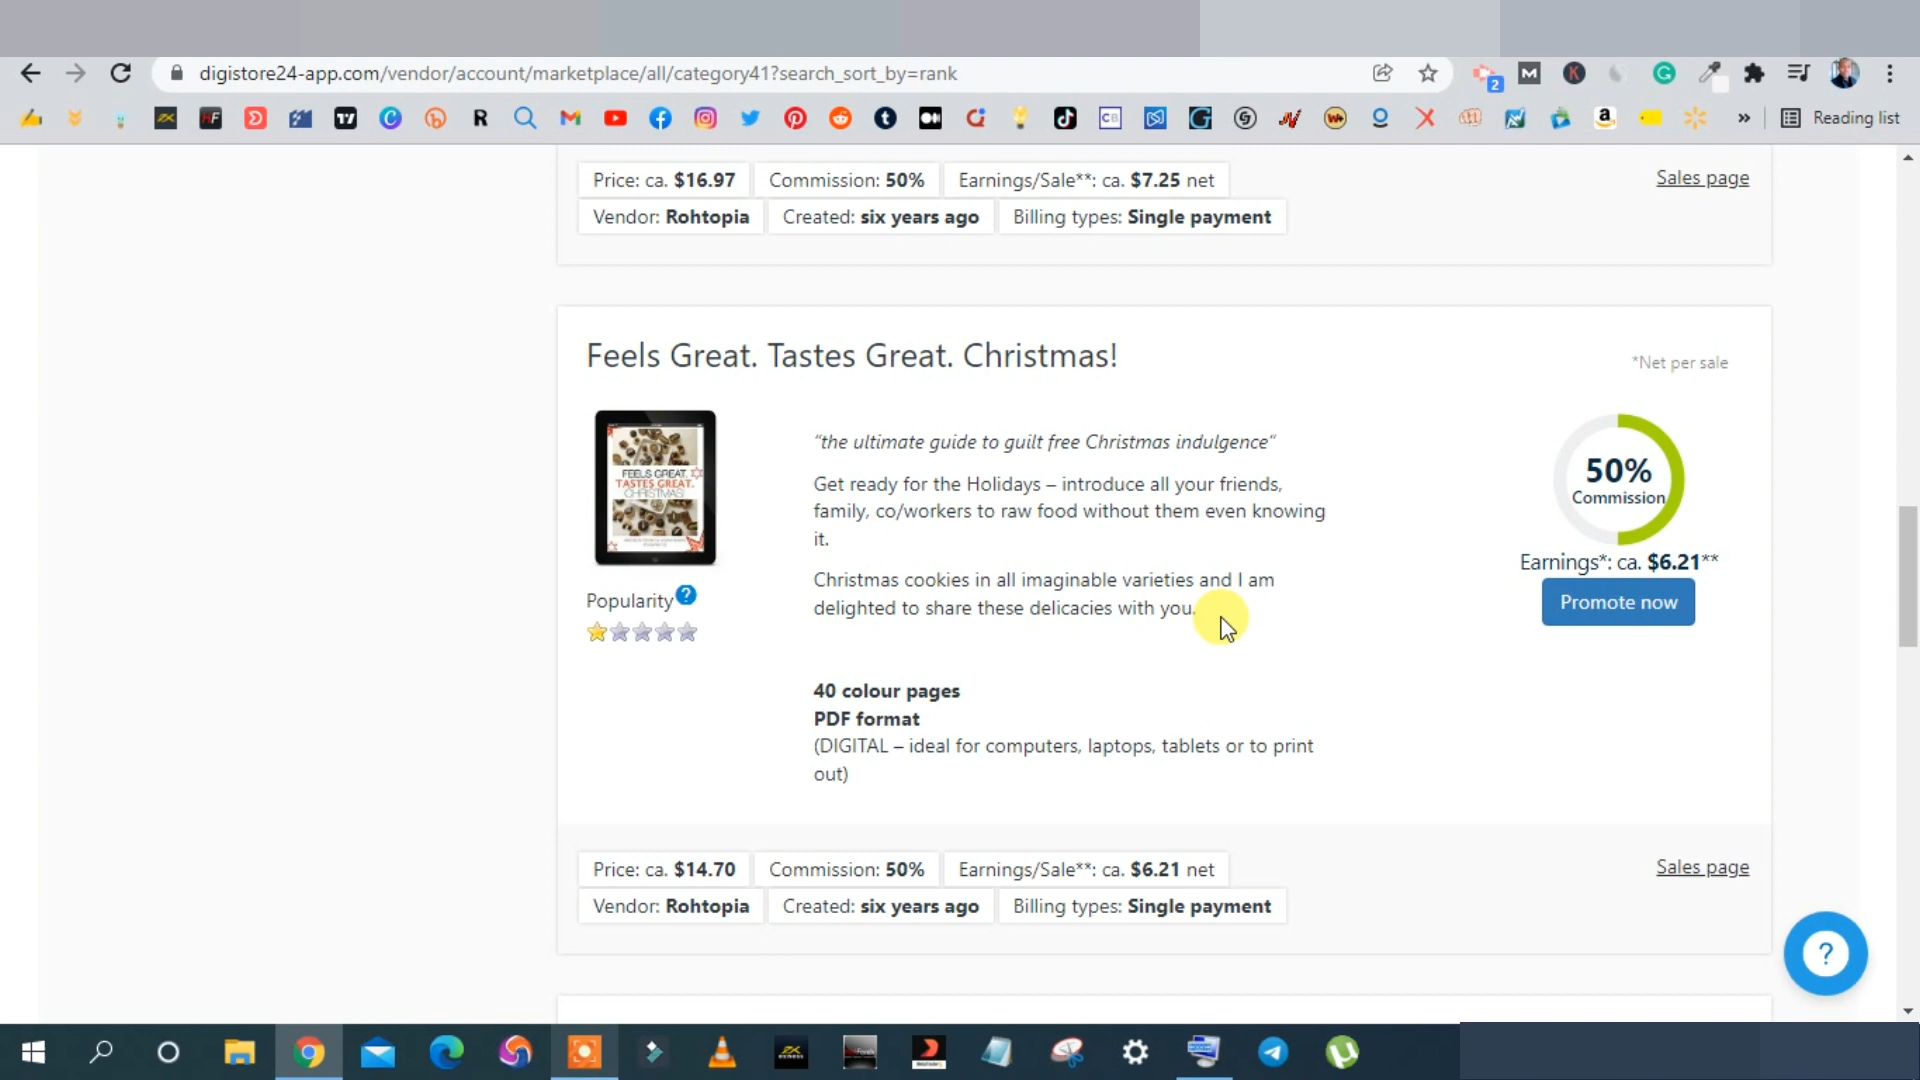 digistore24-app.com/vendor/account/marketplace/all/category41?search_sort_by=rank
2
Reading list
Price: ca. $16.97 Commission: 50% Earnings/Sale**: ca. $7.25 net Sales page
Vendor: Rohtopia Created: six years ago Billing types: Single payment
Feels Great. Tastes Great. Christmas!
*Net per sale
FEELS GREAT.
TASTES GREAT.
CHRISTMAS!
Popularity ?
“the ultimate guide to guilt free Christmas indulgence“
Get ready for the Holidays – introduce all your friends,
family, co/workers to raw food without them even knowing
it.
Christmas cookies in all imaginable varieties and I am
delighted to share these delicacies with you.
40 colour pages
PDF format
(DIGITAL – ideal for computers, laptops, tablets or to print
out)
50%
Commission
Earnings*: ca. $6.21**
Promote now
Price: ca. $14.70 Commission: 50% Earnings/Sale**: ca. $6.21 net Sales page
Vendor: Rohtopia Created: six years ago Billing types: Single payment
?